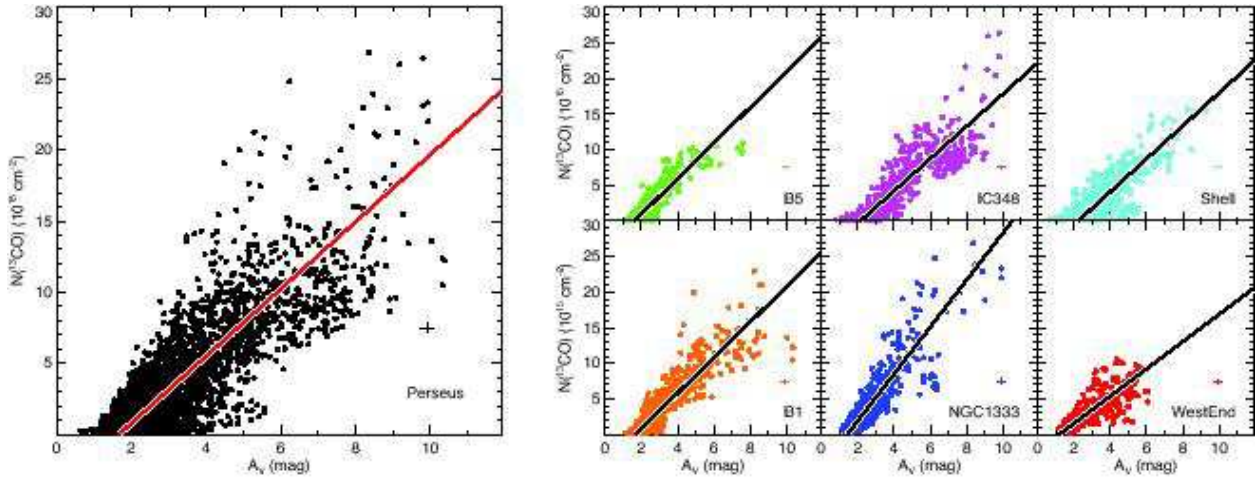 30
25
20
15
10
5
N(¹³CO) (10¹⁵ cm⁻²)
Perseus
0 2 4 6 8 10
Aᵥ (mag)
30
25
20
15
10
5
N(¹³CO) (10¹⁵ cm⁻²)
B5
IC348
Shell
30
25
20
15
10
5
N(¹³CO) (10¹⁵ cm⁻²)
B1
NGC1333
WestEnd
0 2 4 6 8 10 0 2 4 6 8 10 0 2 4 6 8 10
Aᵥ (mag) Aᵥ (mag) Aᵥ (mag)